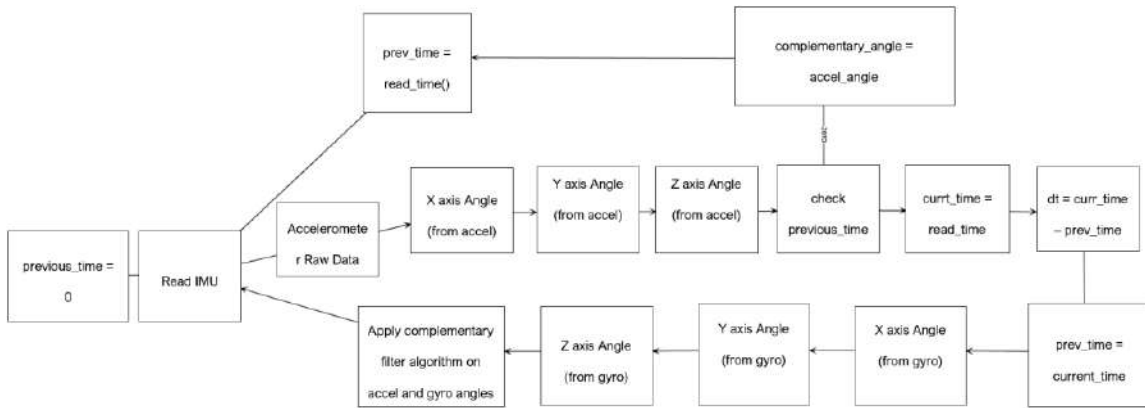 prev_time =
read_time()
complementary_angle =
accel_angle
X axis Angle
(from accel)
Y axis Angle
(from accel)
Z axis Angle
(from accel)
check
previous_time
currt_time =
read_time
dt = curr_time
– prev_time
Acceleromete
r Raw Data
previous_time =
0
Read IMU
Apply complementary
filter algorithm on
accel and gyro angles
Z axis Angle
(from gyro)
Y axis Angle
(from gyro)
X axis Angle
(from gyro)
prev_time =
current_time